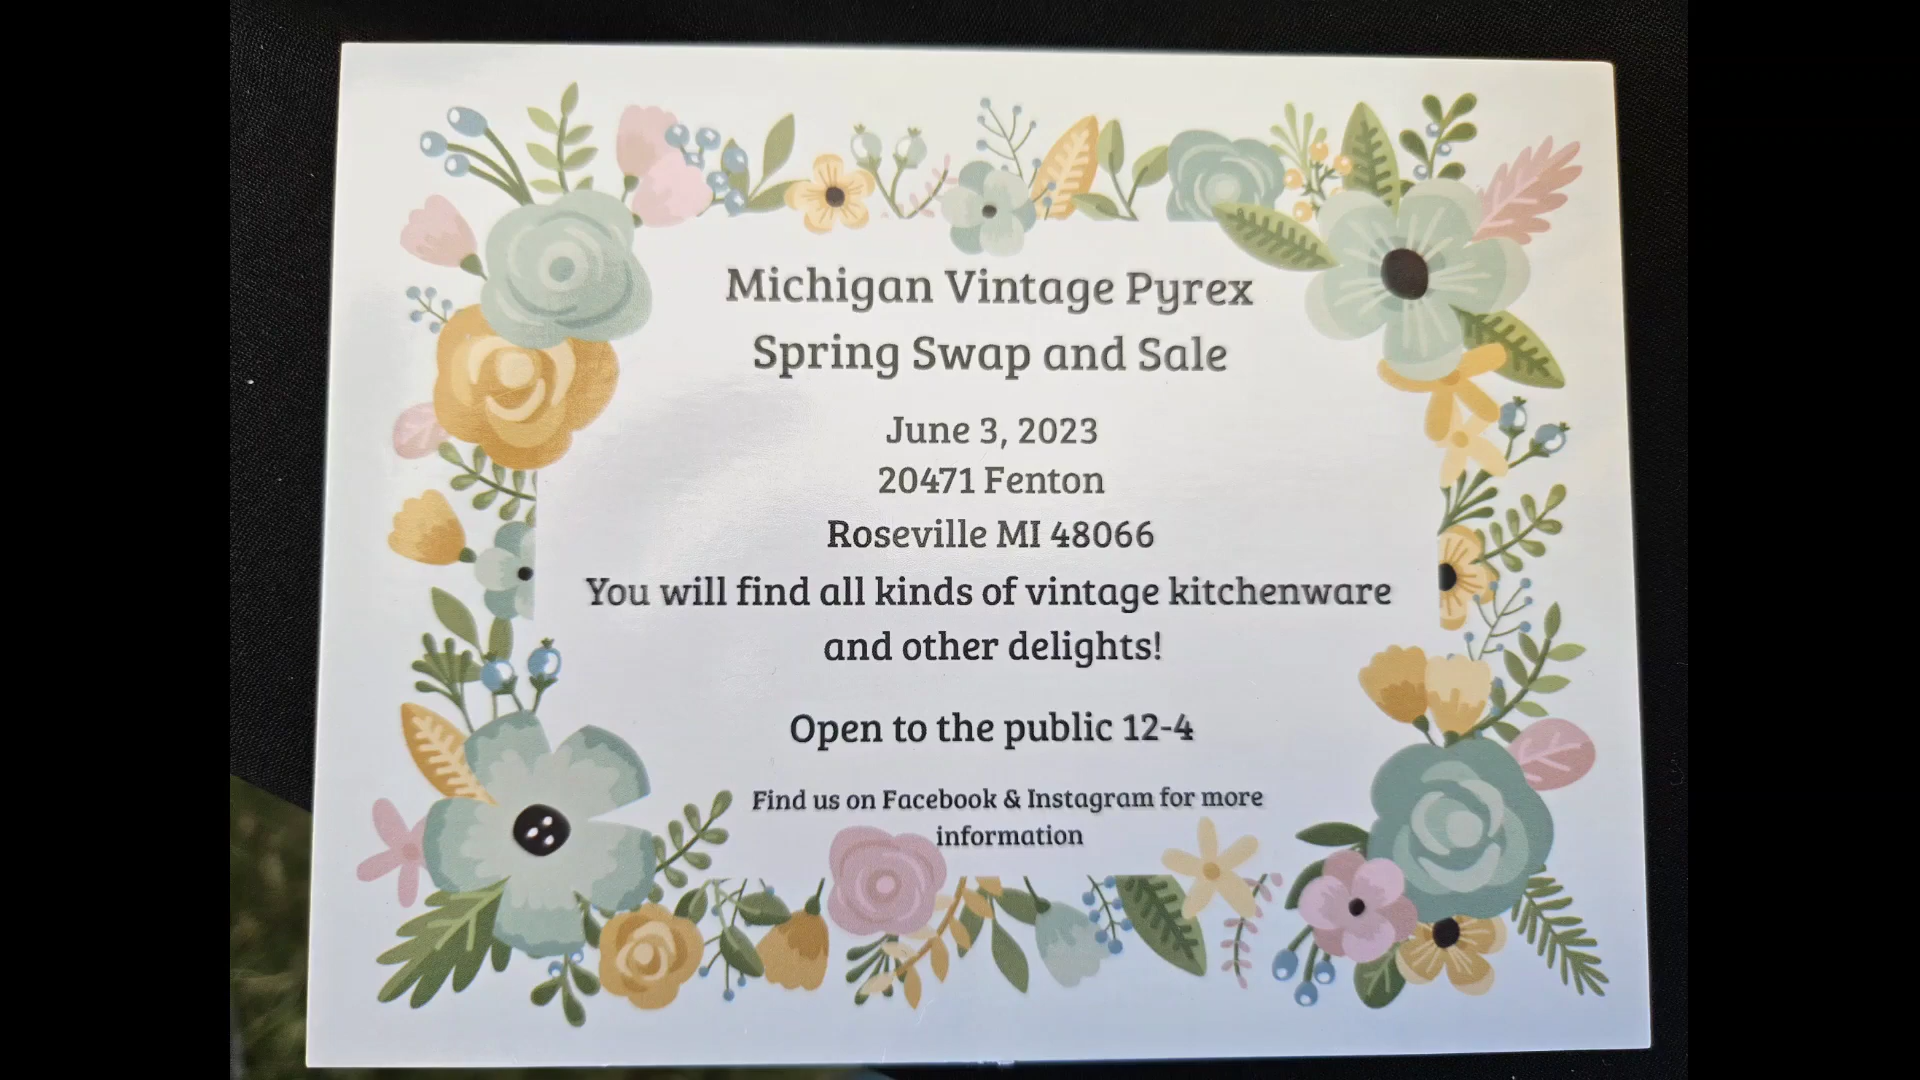 Michigan Vintage Pyrex
Spring Swap and Sale
June 3, 2023
20471 Fenton
Roseville MI 48066
You will find all kinds of vintage kitchenware
and other delights!
Open to the public 12-4
Find us on Facebook & Instagram for more
information